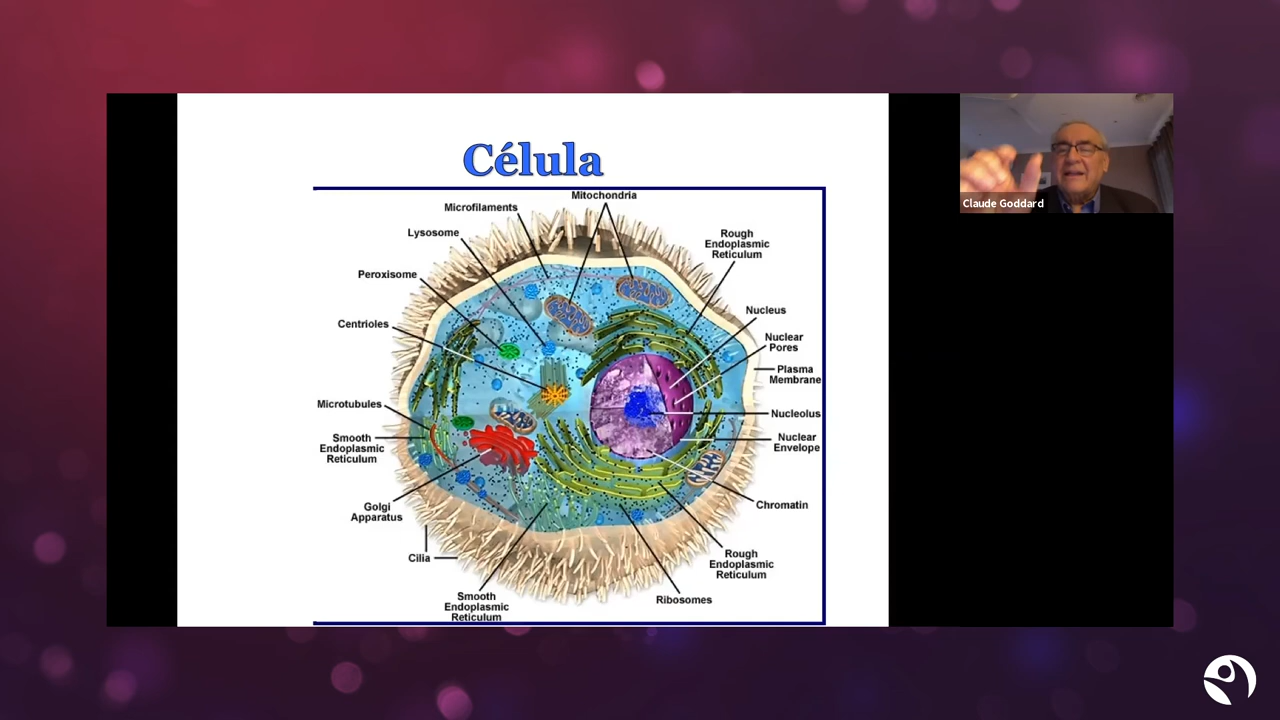 Célula
Mitochondria
Microfilaments
Lysosome
Rough
Endoplasmic
Reticulum
Peroxisome
Nucleus
Centrioles
Nuclear
Pores
Plasma
Membrane
Microtubules
Nucleolus
Smooth
Endoplasmic
Reticulum
Nuclear
Envelope
Golgi
Apparatus
Chromatin
Cilia
Rough
Endoplasmic
Reticulum
Smooth
Endoplasmic
Reticulum
Ribosomes
Claude Goddard